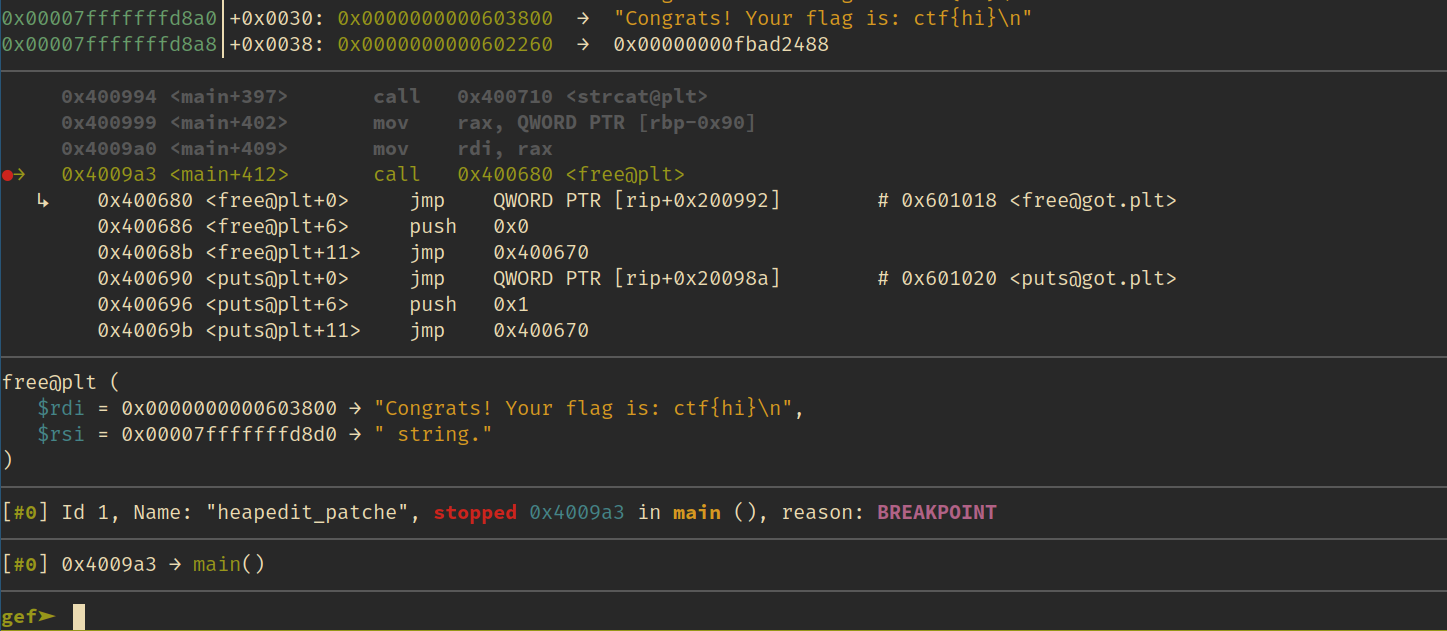 0x00007fffffffd8a0│+0x0030: 0x0000000000603800  →  "Congrats! Your flag is: ctf{hi}\n"
0x00007fffffffd8a8│+0x0038: 0x0000000000602260  →  0x00000000fbad2488
0x400994 <main+397>       call   0x400710 <strcat@plt>
0x400999 <main+402>       mov    rax, QWORD PTR [rbp-0x90]
0x4009a0 <main+409>       mov    rdi, rax
●→   0x4009a3 <main+412>       call   0x400680 <free@plt>
↳     0x400680 <free@plt+0>     jmp    QWORD PTR [rip+0x200992]        # 0x601018 <free@got.plt>
0x400686 <free@plt+6>     push   0x0
0x40068b <free@plt+11>    jmp    0x400670
0x400690 <puts@plt+0>     jmp    QWORD PTR [rip+0x20098a]        # 0x601020 <puts@got.plt>
0x400696 <puts@plt+6>     push   0x1
0x40069b <puts@plt+11>    jmp    0x400670
free@plt (
$rdi = 0x0000000000603800 → "Congrats! Your flag is: ctf{hi}\n",
$rsi = 0x00007fffffffd8d0 → " string."
)
[#0] Id 1, Name: "heapedit_patche", stopped 0x4009a3 in main (), reason: BREAKPOINT
[#0] 0x4009a3 → main()
gef➤